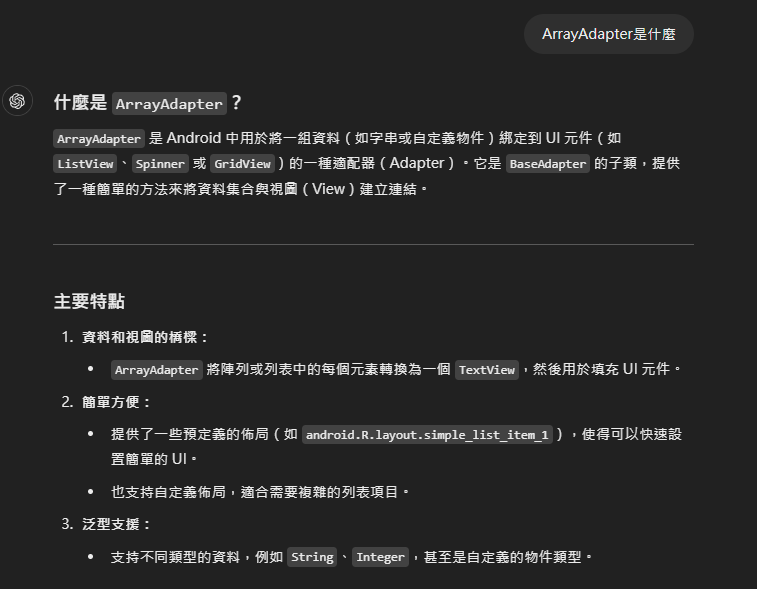 ArrayAdapter是什麼
什麼是 ArrayAdapter？
ArrayAdapter 是 Android 中用於將一組資料（如字串或自定義物件）綁定到 UI 元件（如
ListView、Spinner 或 GridView）的一種適配器（Adapter）。它是 BaseAdapter 的子類，提供
了一種簡單的方法來將資料集合與視圖（View）建立連結。
主要特點
1. 資料和視圖的橋樑：
• ArrayAdapter 將陣列或列表中的每個元素轉換為一個 TextView，然後用於填充 UI 元件。
2. 簡單方便：
• 提供了一些預定義的佈局（如 android.R.layout.simple_list_item_1），使得可以快速設
置簡單的 UI。
• 也支持自定義佈局，適合需要複雜的列表項目。
3. 泛型支援：
• 支持不同類型的資料，例如 String、Integer，甚至是自定義的物件類型。